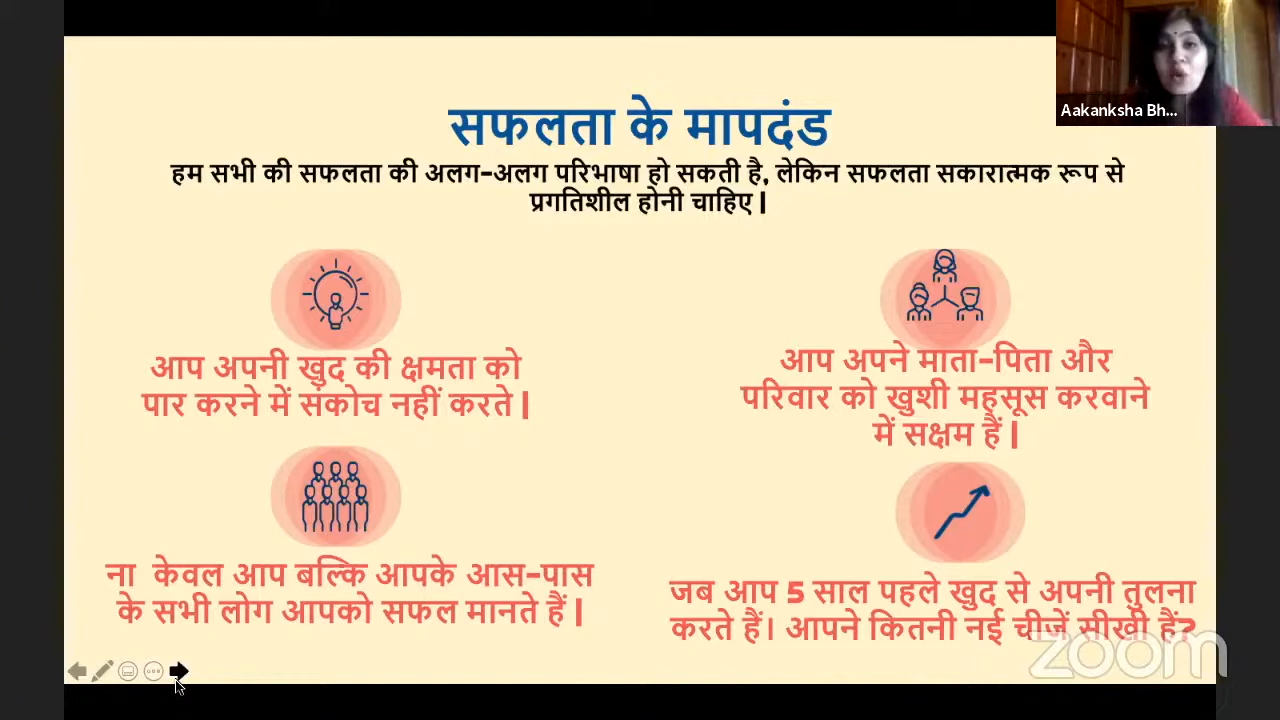 सफलता के मापदंड
हम सभी की सफलता की अलग-अलग परिभाषा हो सकती है, लेकिन सफलता सकारात्मक रूप से
प्रगतिशील होनी चाहिए |
आप अपनी खुद की क्षमता को
पार करने में संकोच नहीं करते |
आप अपने माता-पिता और
परिवार को खुशी महसूस करवाने
में सक्षम हैं |
ना केवल आप बल्कि आपके आस-पास
के सभी लोग आपको सफल मानते हैं |
जब आप 5 साल पहले खुद से अपनी तुलना
करते हैं। आपने कितनी नई चीजें सीखी हैं?
Aakanksha Bh...
zoom